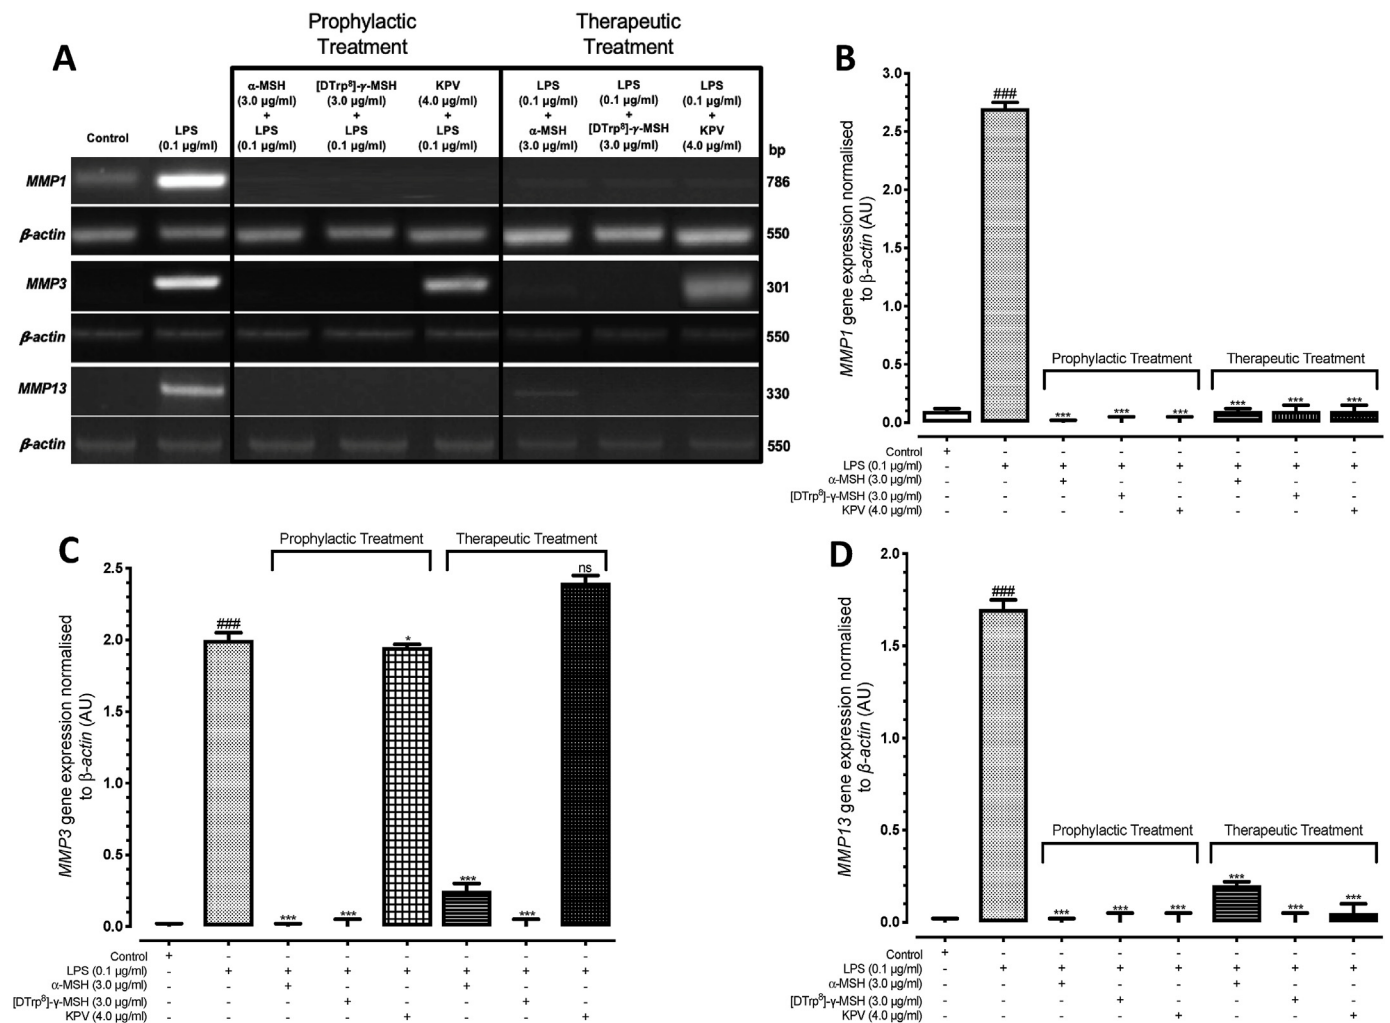 A
Prophylactic
Treatment
Therapeutic
Treatment
Control
LPS
(0.1 µg/ml)
α-MSH
(3.0 µg/ml)
+
LPS
(0.1 µg/ml)
[DTrp⁸]-γ-MSH
(3.0 µg/ml)
+
LPS
(0.1 µg/ml)
KPV
(4.0 µg/ml)
+
LPS
(0.1 µg/ml)
LPS
(0.1 µg/ml)
+
α-MSH
(3.0 µg/ml)
LPS
(0.1 µg/ml)
+
[DTrp⁸]-γ-MSH
(3.0 µg/ml)
LPS
(0.1 µg/ml)
+
KPV
(4.0 µg/ml)
bp
MMP1 786
β-actin 550
MMP3 301
β-actin 550
MMP13 330
β-actin 550
B
MMP1 gene expression normalised
to β-actin (AU)
3.0
2.5
2.0
1.5
1.0
0.5
0.0
###
Prophylactic Treatment
Therapeutic Treatment
*** *** *** *** *** ***
Control + - - - - - - -
LPS (0.1 µg/ml) - + + + + + + +
α-MSH (3.0 µg/ml) - - + - - + - -
[DTrp⁸]-γ-MSH (3.0 µg/ml) - - - + - - + -
KPV (4.0 µg/ml) - - - - + - - +
C
MMP3 gene expression normalised
to β-actin (AU)
2.5
2.0
1.5
1.0
0.5
0.0
Prophylactic Treatment
Therapeutic Treatment
### *** *** * *** *** ns
Control + - - - - - - -
LPS (0.1 µg/ml) - + + + + + + +
α-MSH (3.0 µg/ml) - - + - - + - -
[DTrp⁸]-γ-MSH (3.0 µg/ml) - - - + - - + -
KPV (4.0 µg/ml) - - - - + - - +
D
MMP13 gene expression normalised
to β-actin (AU)
2.0
1.5
1.0
0.5
0.0
###
Prophylactic Treatment
Therapeutic Treatment
*** *** *** *** *** ***
Control + - - - - - - -
LPS (0.1 µg/ml) - + + + + + + +
α-MSH (3.0 µg/ml) - - + - - + - -
[DTrp⁸]-γ-MSH (3.0 µg/ml) - - - + - - + -
KPV (4.0 µg/ml) - - - - + - - +